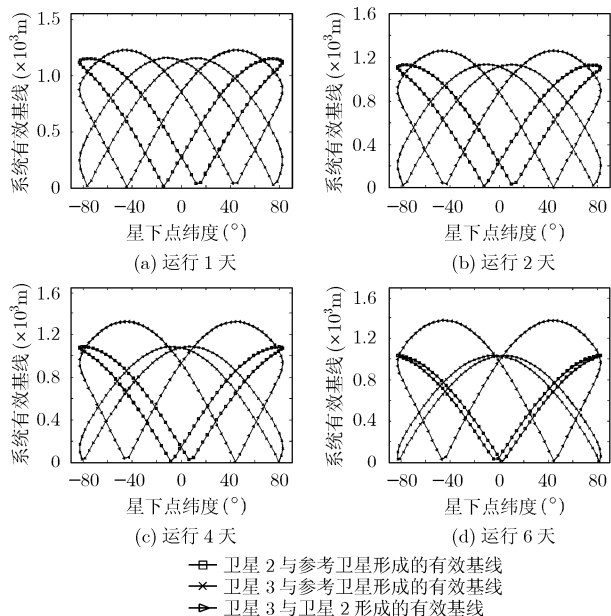 1.5
1.0
0.5
0
系统有效基线(×10³m)
−80 −40 0 40 80
星下点纬度(°)
(a) 运行 1 天
1.6
1.2
0.8
0.4
0
系统有效基线(×10³m)
−80 −40 0 40 80
星下点纬度(°)
(b) 运行 2 天
1.6
1.2
0.8
0.4
0
系统有效基线(×10³m)
−80 −40 0 40 80
星下点纬度(°)
(c) 运行 4 天
1.6
1.2
0.8
0.4
0
系统有效基线(×10³m)
−80 −40 0 40 80
星下点纬度(°)
(d) 运行 6 天
卫星 2 与参考卫星形成的有效基线
卫星 3 与参考卫星形成的有效基线
卫星 3 与卫星 2 形成的有效基线